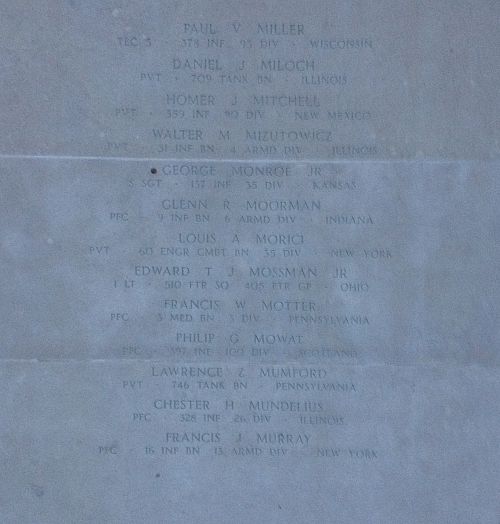 PAUL V MILLER
TEC 5 · 378 INF 95 DIV · WISCONSIN
DANIEL J MILOCH
PVT · 709 TANK BN · ILLINOIS
HOMER J MITCHELL
PVT · 359 INF 90 DIV · NEW MEXICO
WALTER M MIZUTOWICZ
PVT · 51 INF BN 4 ARMD DIV · ILLINOIS
GEORGE MONROE JR
S SGT · 137 INF 35 DIV · KANSAS
GLENN R MOORMAN
PFC · 9 INF BN 6 ARMD DIV · INDIANA
LOUIS A MORICI
PVT · 60 ENGR CMBT BN 35 DIV · NEW YORK
EDWARD T J MOSSMAN JR
1 LT · 510 FTR SQ 405 FTR GP · OHIO
FRANCIS W MOTTER
PFC · 3 MED BN 3 DIV · PENNSYLVANIA
PHILIP G MOWAT
PFC · 397 INF 100 DIV · SCOTLAND
LAWRENCE Z MUMFORD
PVT · 746 TANK BN · PENNSYLVANIA
CHESTER H MUNDELIUS
PFC · 328 INF 26 DIV · ILLINOIS
FRANCIS J MURRAY
PFC · 16 INF BN 13 ARMD DIV · NEW YORK